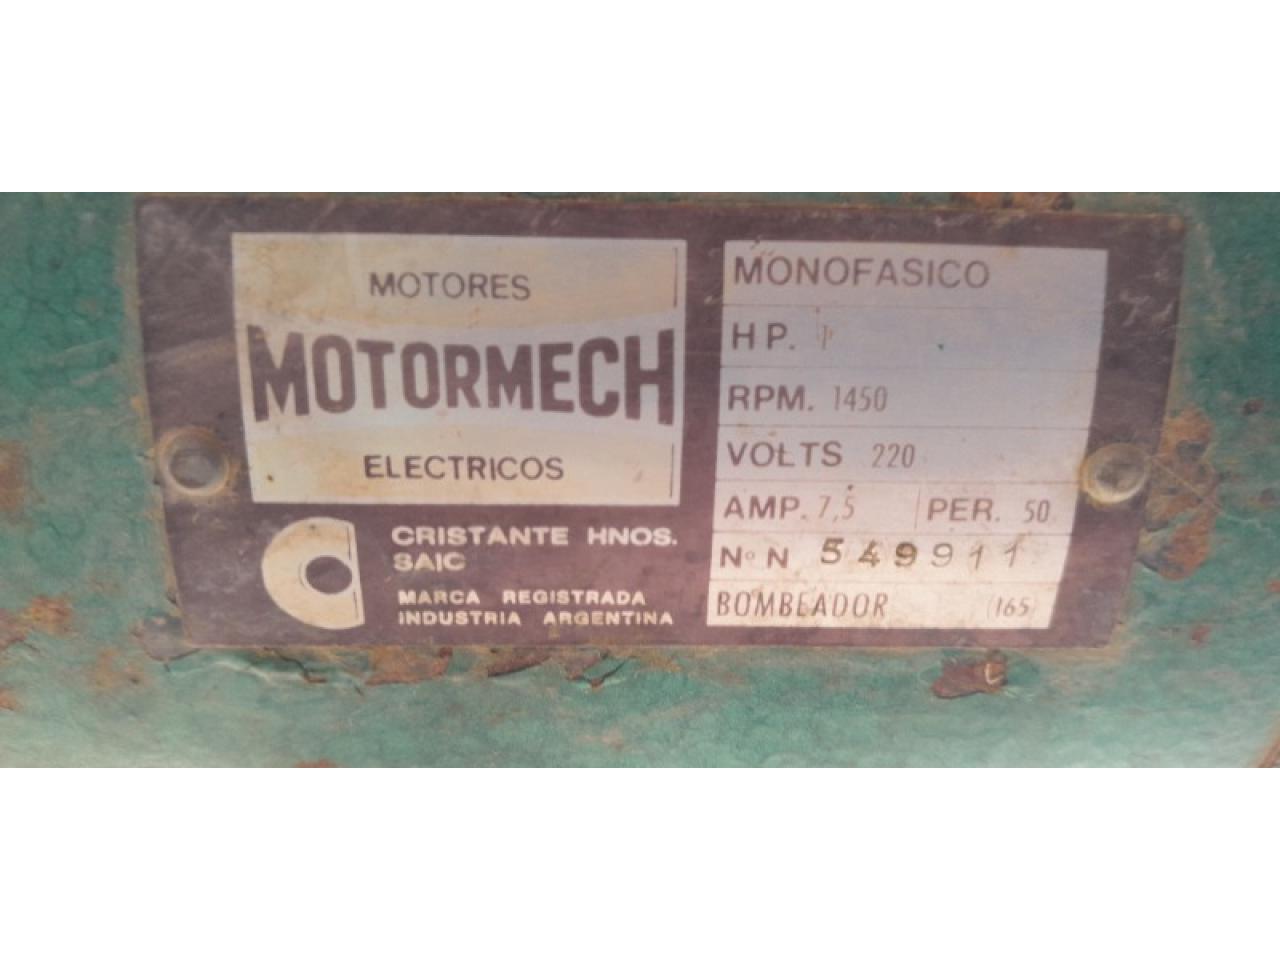 MOTORES
MOTORMECH
ELECTRICOS
CRISTANTE HNOS.
SAIC
MARCA REGISTRADA
INDUSTRIA ARGENTINA
MONOFASICO
HP. 1
RPM. 1450
VOLTS 220
AMP. 7,5 PER. 50
Nº N 549911
BOMBEADOR (165)